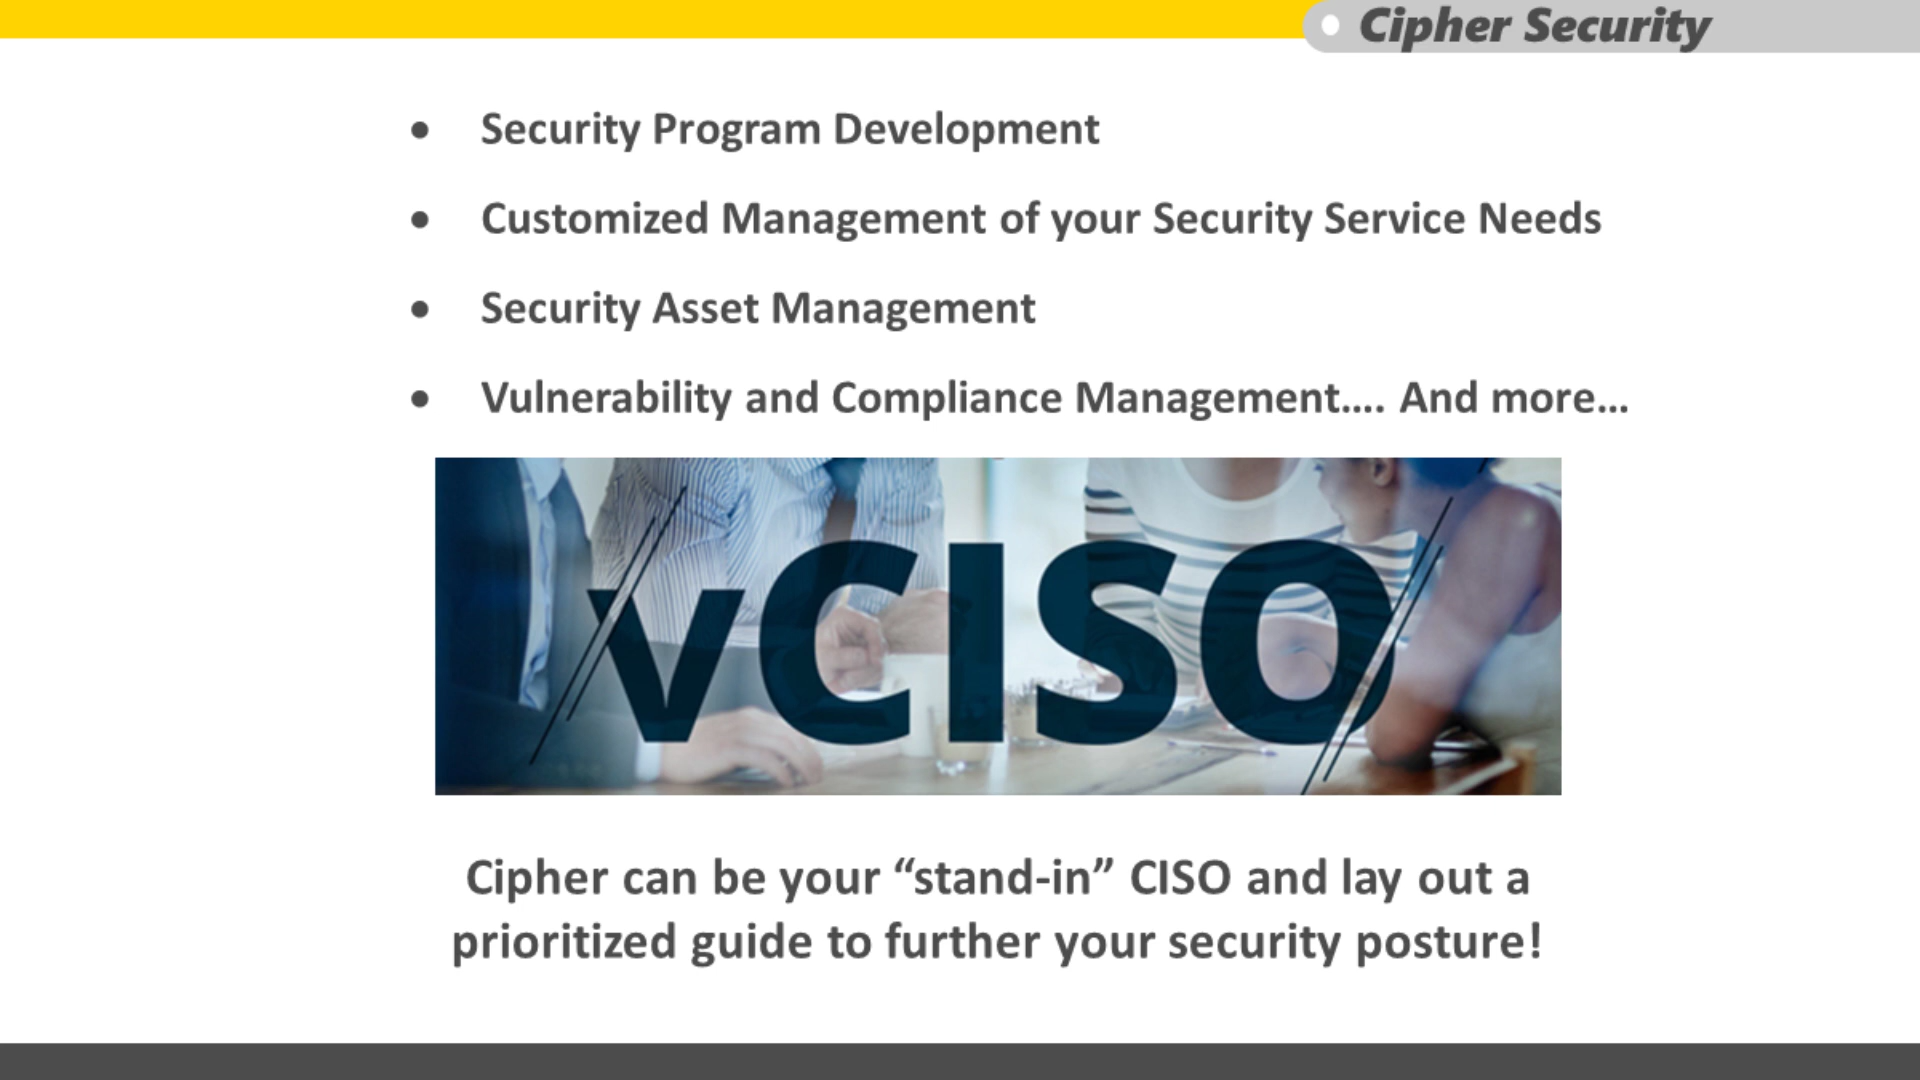 Cipher Security
• Security Program Development
• Customized Management of your Security Service Needs
• Security Asset Management
• Vulnerability and Compliance Management.... And more...
vCISO
Cipher can be your “stand-in” CISO and lay out a
prioritized guide to further your security posture!